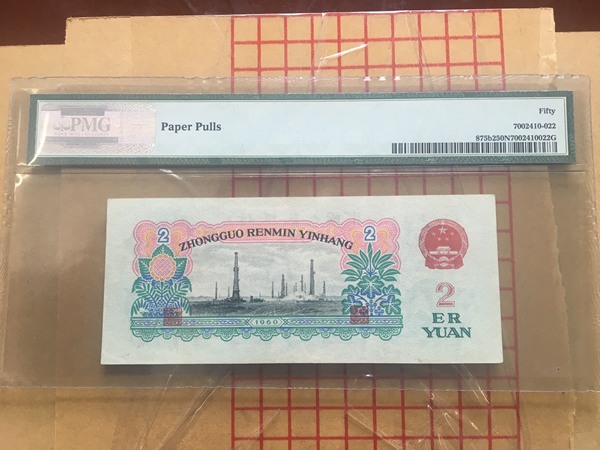 PMG
Paper Pulls
Fifty
7002410-022
875b250N7002410022G
2
ZHONGGUO RENMIN YINHANG
2
1960
2
ER
YUAN